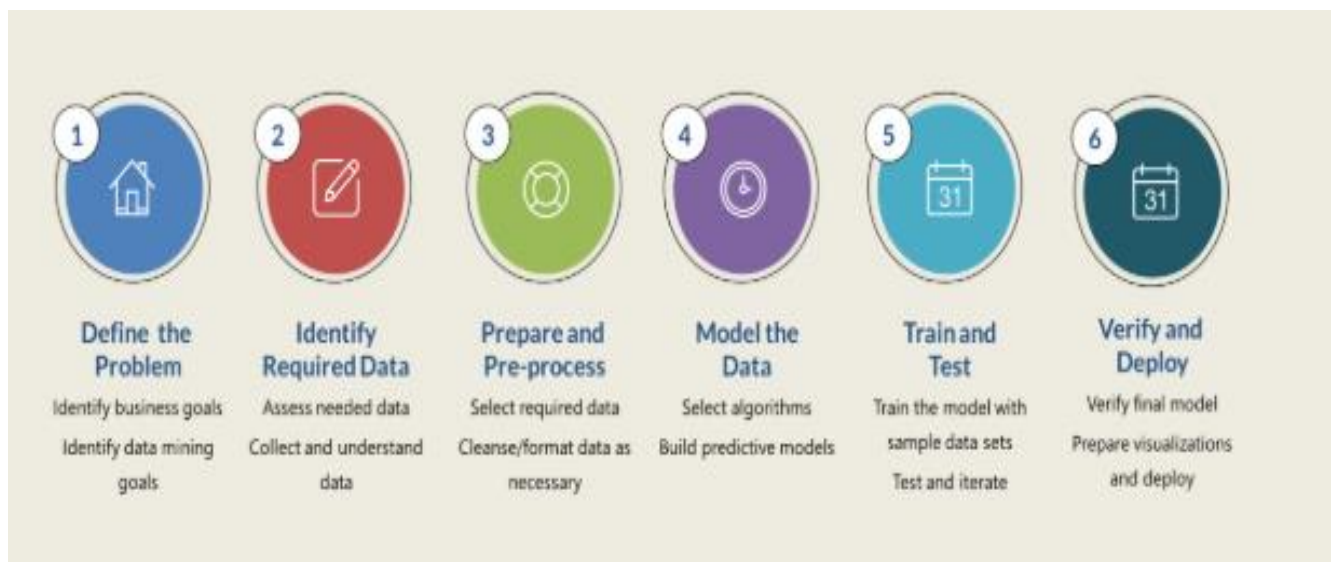 1
Define the
Problem
Identify business goals
Identify data mining
goals
2
Identify
Required Data
Assess needed data
Collect and understand
data
3
Prepare and
Pre-process
Select required data
Cleanse/format data as
necessary
4
Model the
Data
Select algorithms
Build predictive models
5
31
Train and
Test
Train the model with
sample data sets
Test and iterate
6
31
Verify and
Deploy
Verify final model
Prepare visualizations
and deploy